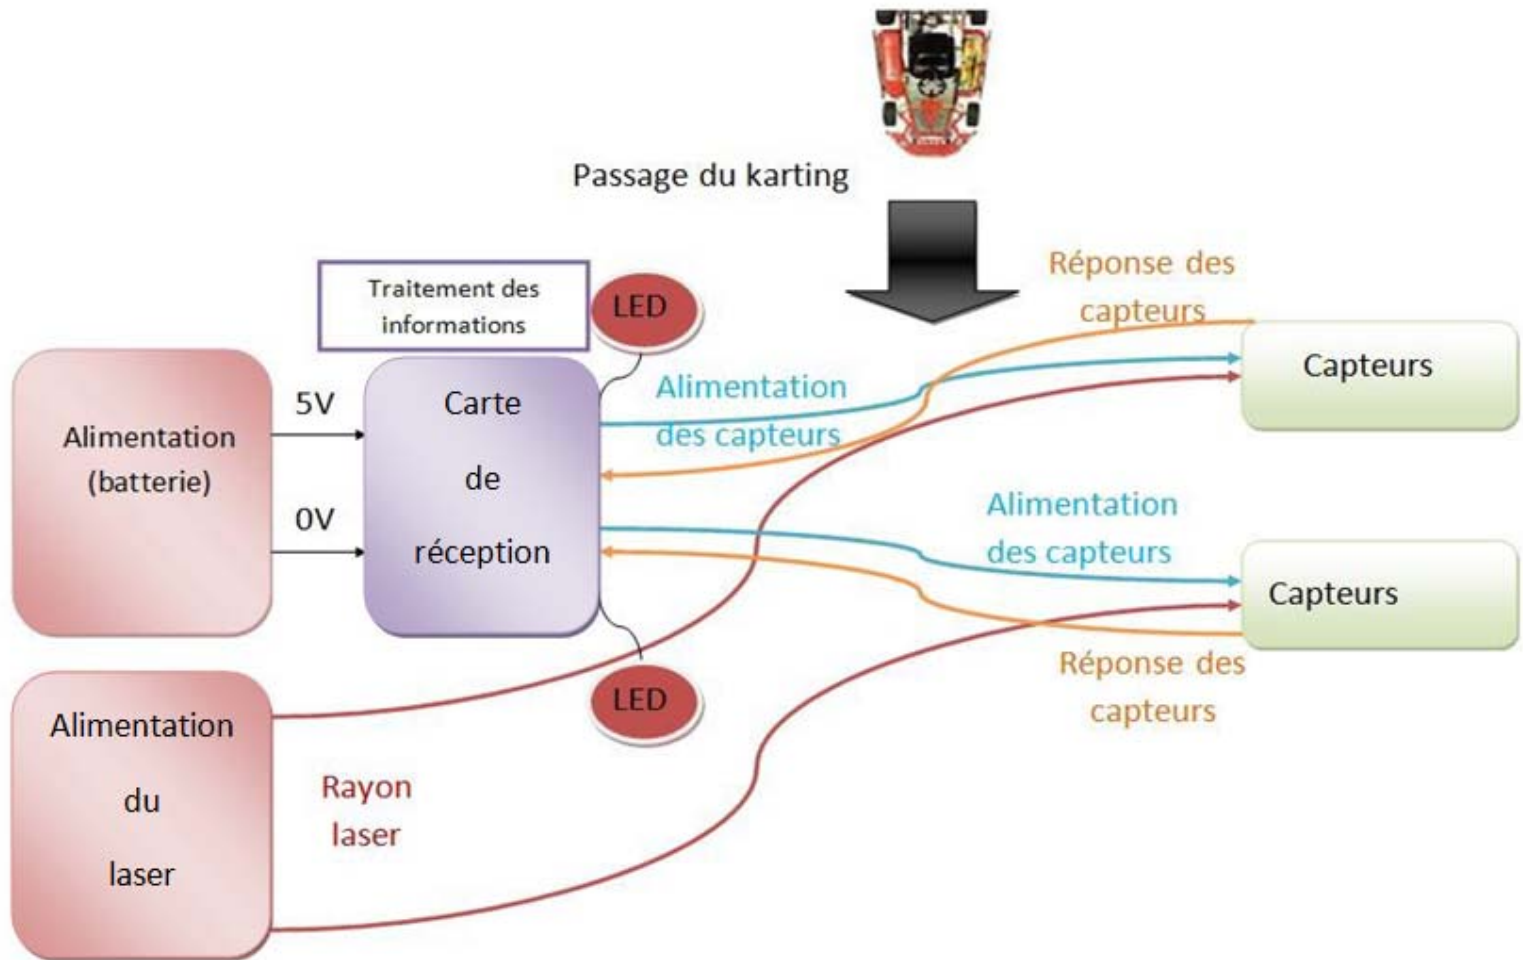 Passage du karting
Réponse des
capteurs
Traitement des
informations
LED
Capteurs
5V
Carte
de
réception
Alimentation
des capteurs
Alimentation
(batterie)
0V
Alimentation
des capteurs
Capteurs
LED
Réponse des
capteurs
Alimentation
du
laser
Rayon
laser